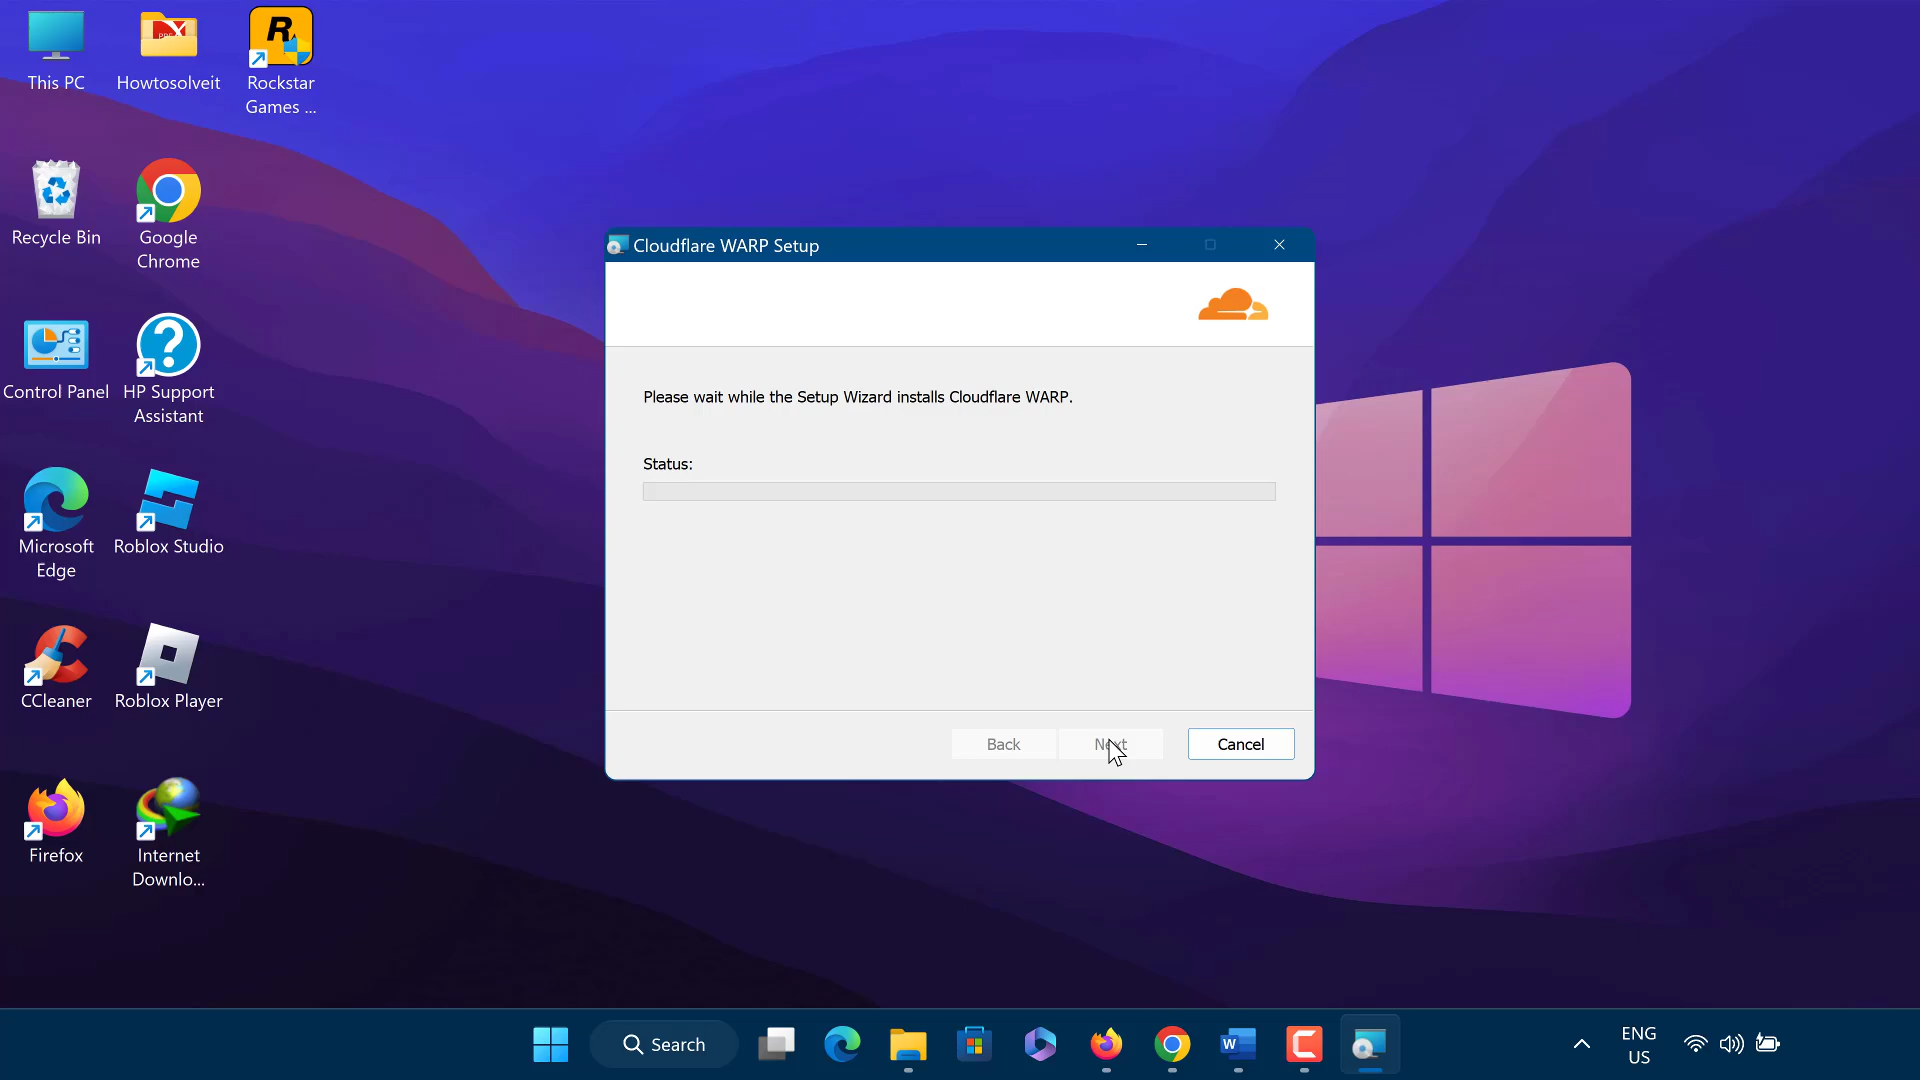 This PC
Howtosolveit
Rockstar
Games ...
Recycle Bin
Google
Chrome
Control Panel
HP Support
Assistant
Microsoft
Edge
Roblox Studio
CCleaner
Roblox Player
Firefox
Internet
Downlo...
Cloudflare WARP Setup
Please wait while the Setup Wizard installs Cloudflare WARP.
Status:
Back
Next
Cancel
Search
ENG
US